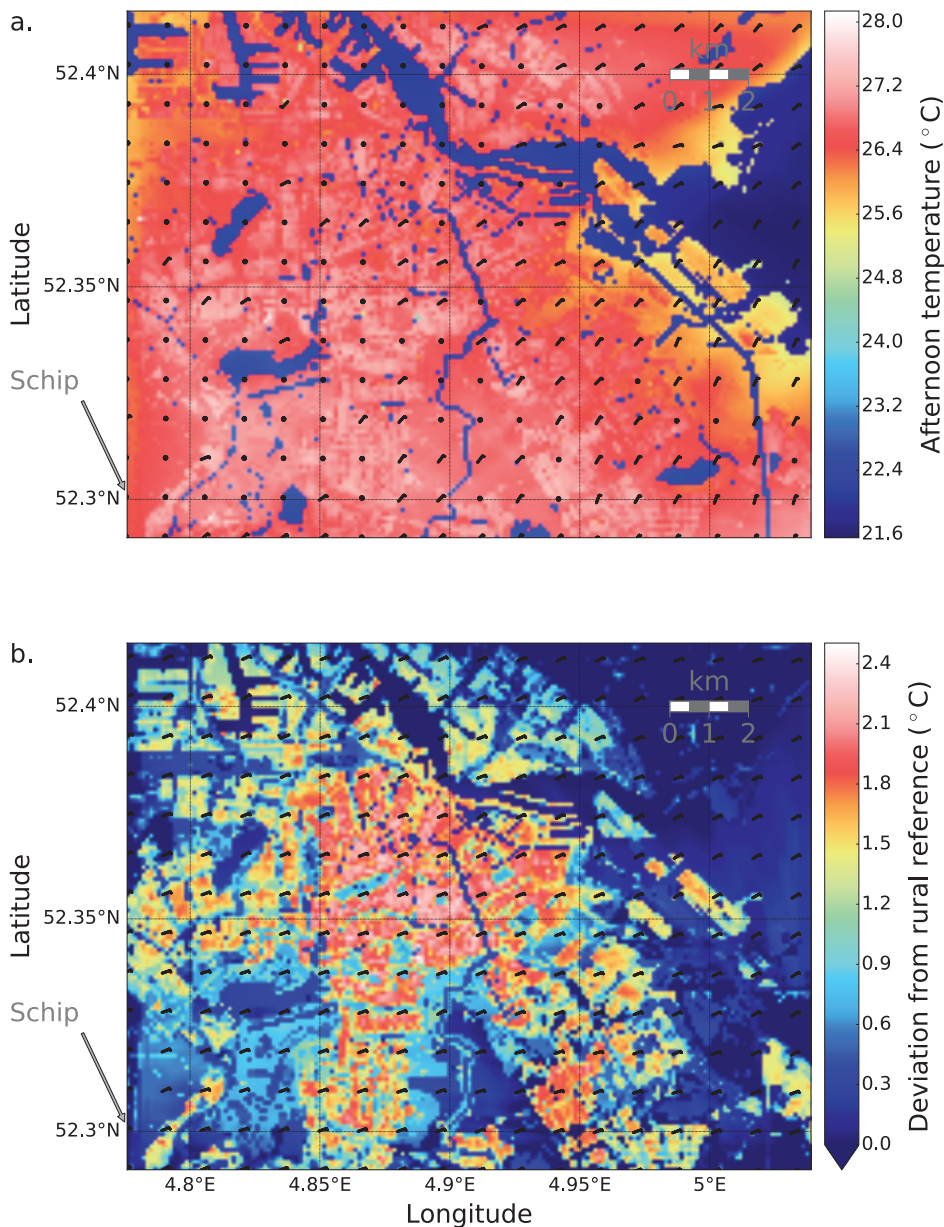 a.
km
0 1 2
52.4°N
52.35°N
52.3°N
Latitude
Schip
28.0
27.2
26.4
25.6
24.8
24.0
23.2
22.4
21.6
Afternoon temperature (°C)
b.
km
0 1 2
52.4°N
52.35°N
52.3°N
Latitude
Schip
2.4
2.1
1.8
1.5
1.2
0.9
0.6
0.3
0.0
Deviation from rural reference (°C)
4.8°E 4.85°E 4.9°E 4.95°E 5°E
Longitude